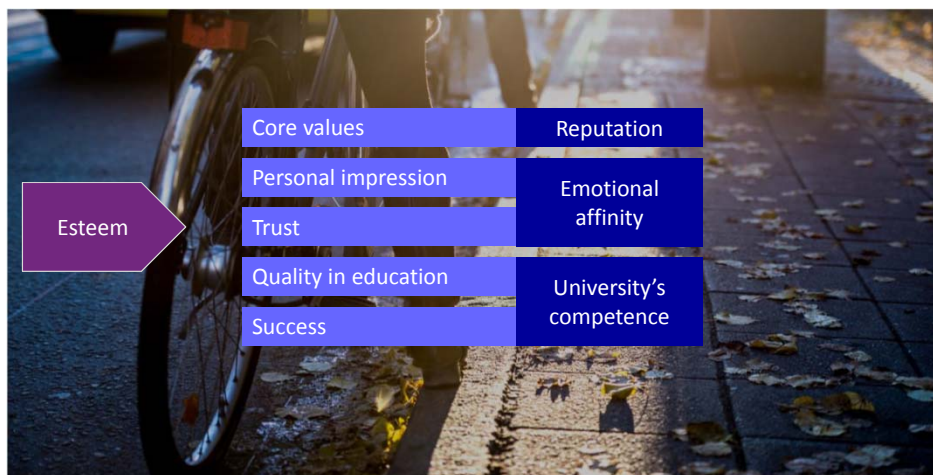 Esteem
Core values
Reputation
Personal impression
Trust
Emotional
affinity
Quality in education
Success
University's
competence